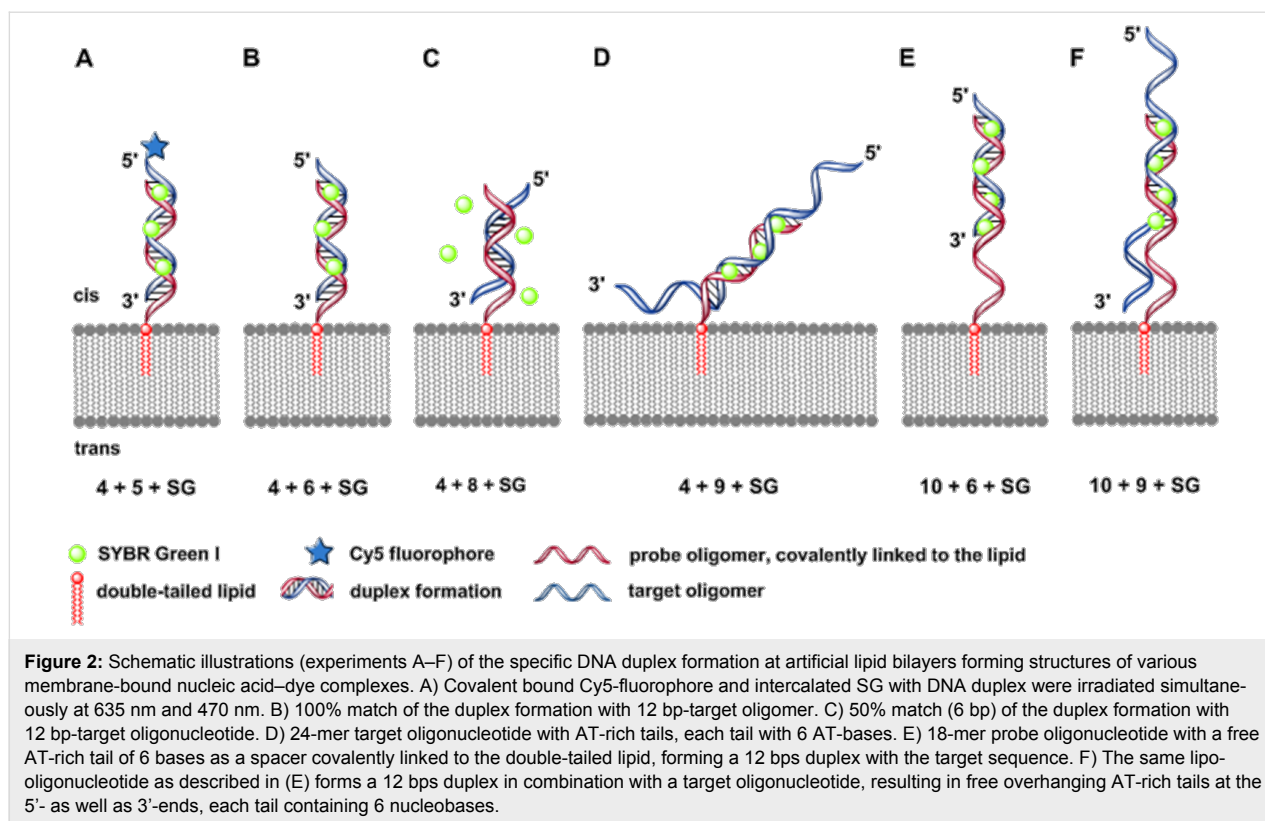 A B C D E F
5'
5'
5'
5'
5'
5'
3'
3'
3'
3'
3'
3'
cis
trans
4 + 5 + SG 4 + 6 + SG 4 + 8 + SG 4 + 9 + SG 10 + 6 + SG 10 + 9 + SG
SYBR Green I Cy5 fluorophore probe oligomer, covalently linked to the lipid
double-tailed lipid duplex formation target oligomer
Figure 2: Schematic illustrations (experiments A–F) of the specific DNA duplex formation at artificial lipid bilayers forming structures of various
membrane-bound nucleic acid–dye complexes. A) Covalent bound Cy5-fluorophore and intercalated SG with DNA duplex were irradiated simultane-
ously at 635 nm and 470 nm. B) 100% match of the duplex formation with 12 bp-target oligomer. C) 50% match (6 bp) of the duplex formation with
12 bp-target oligonucleotide. D) 24-mer target oligonucleotide with AT-rich tails, each tail with 6 AT-bases. E) 18-mer probe oligonucleotide with a free
AT-rich tail of 6 bases as a spacer covalently linked to the double-tailed lipid, forming a 12 bps duplex with the target sequence. F) The same lipo-
oligonucleotide as described in (E) forms a 12 bps duplex in combination with a target oligonucleotide, resulting in free overhanging AT-rich tails at the
5'- as well as 3'-ends, each tail containing 6 nucleobases.